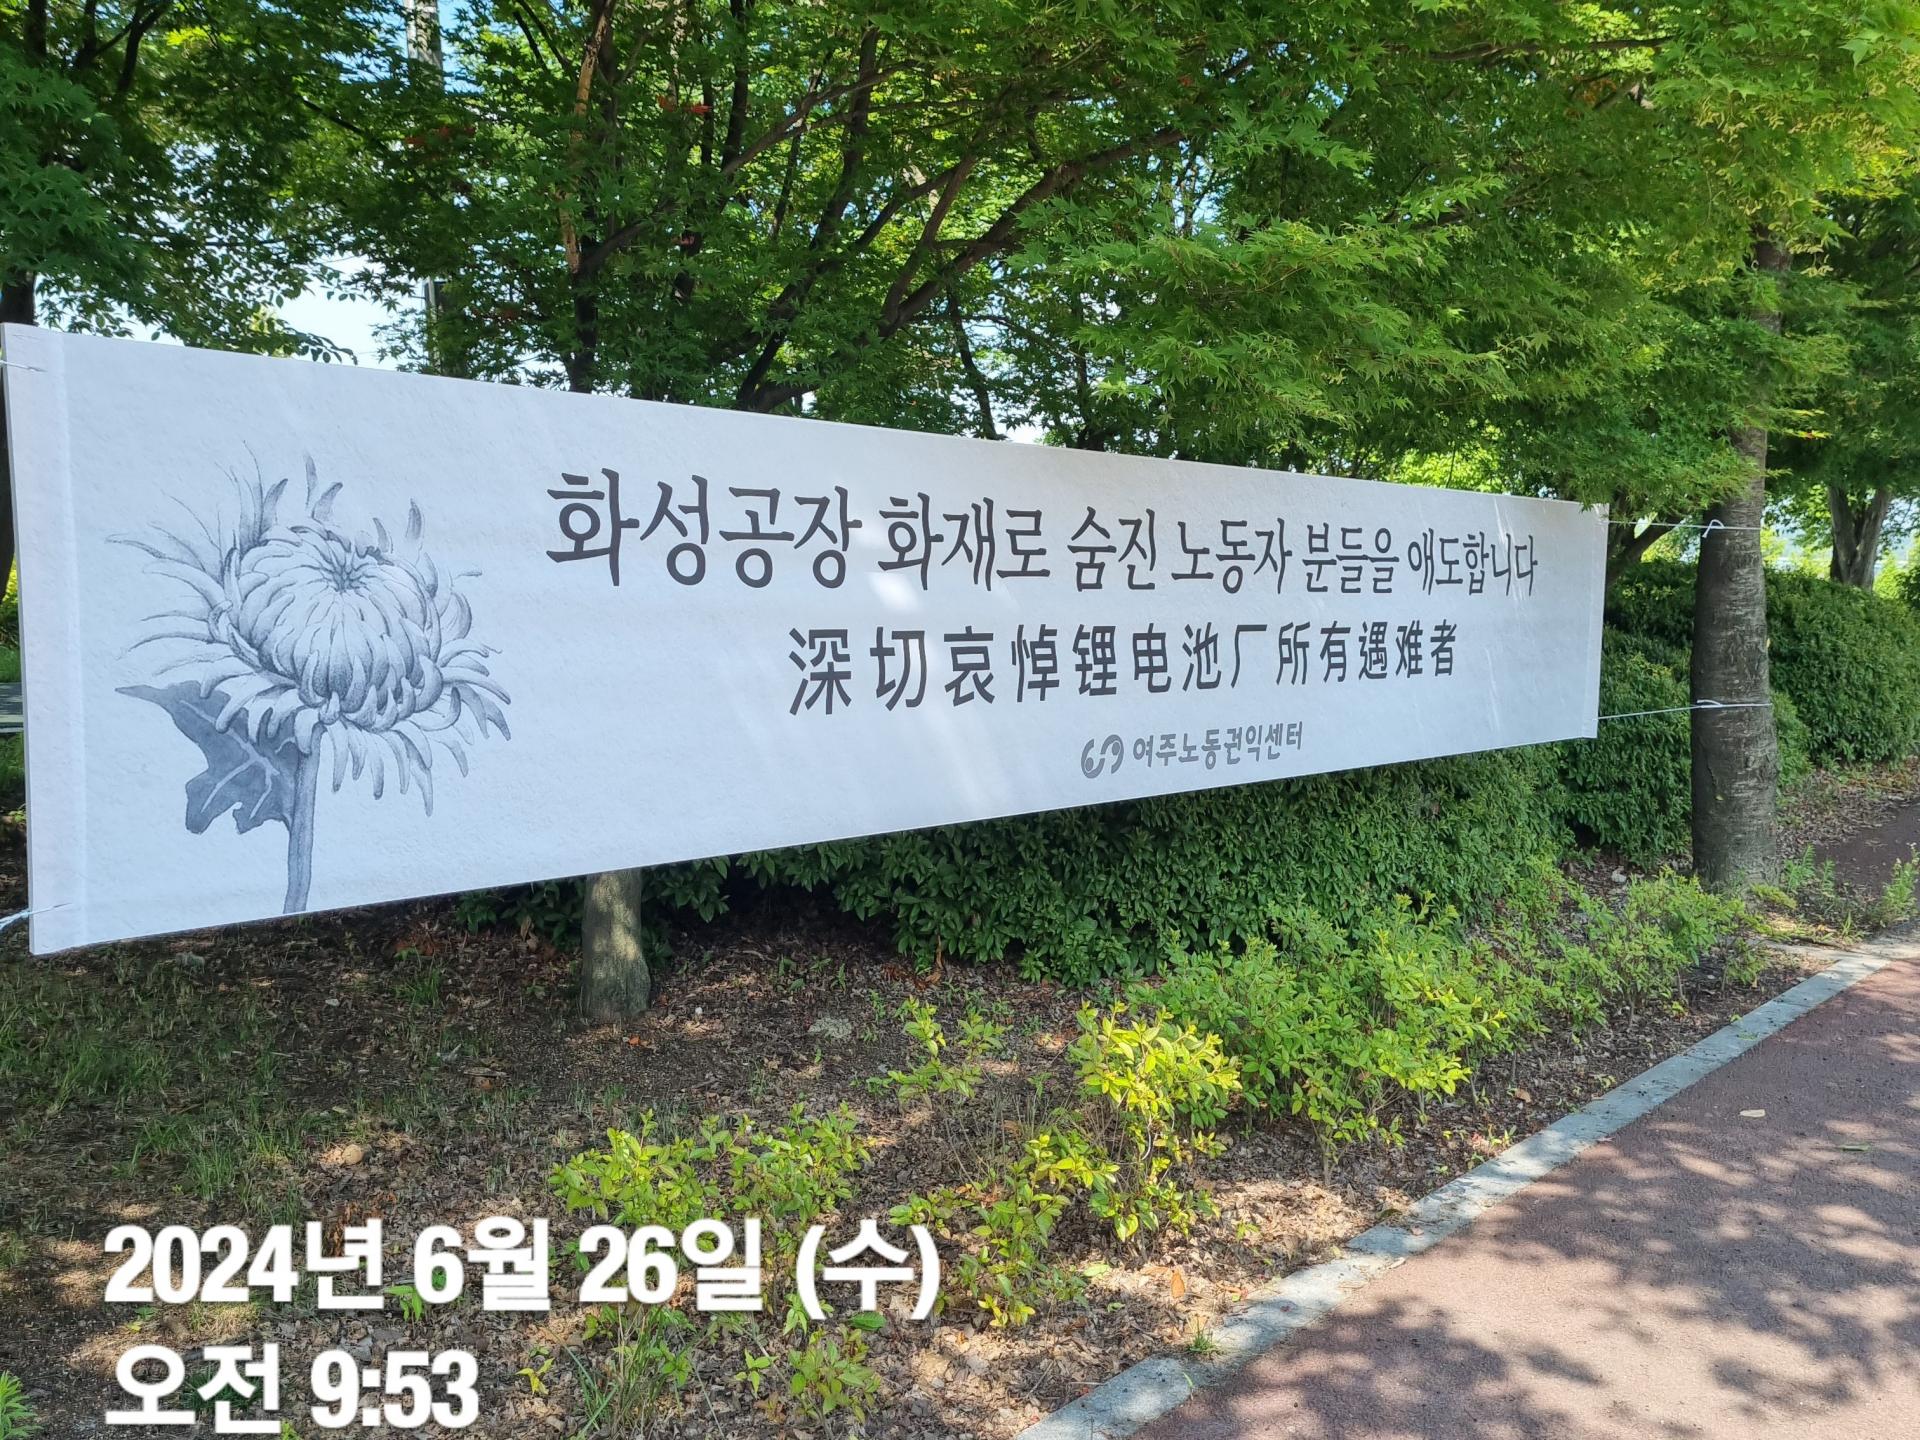 화성공장 화재로 숨진 노동자 분들을 애도합니다
深切哀悼锂电池厂所有遇难者
여주노동권익센터
2024년 6월 26일 (수)
오전 9:53